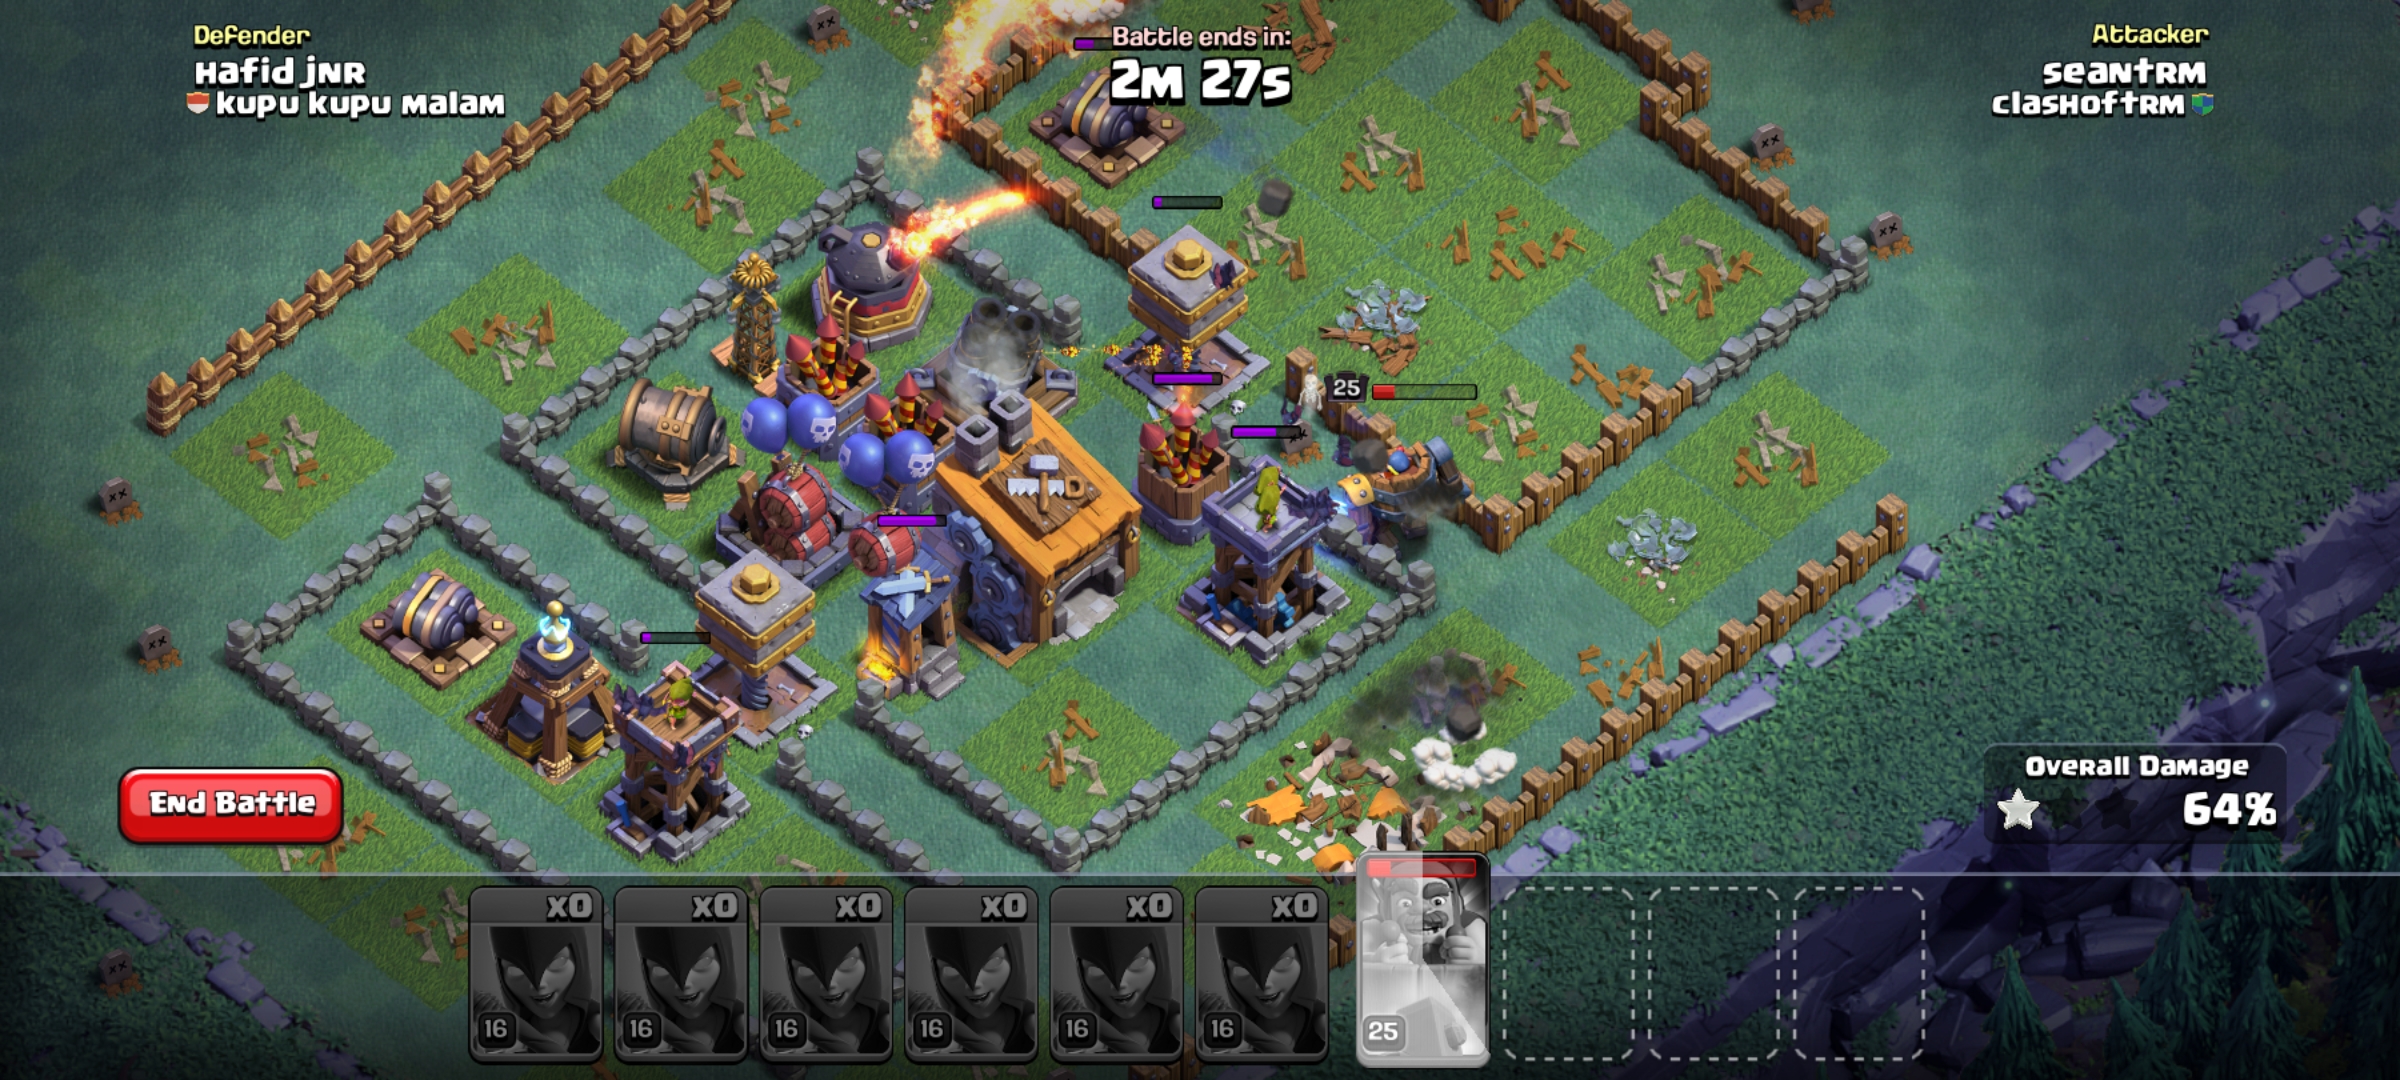 Defender
Hafid JNR
kupu kupu Malam
Battle ends in:
2M 27s
Attacker
seantRM
clashoftRM
25
End Battle
Overall Damage
64%
x0 x0 x0 x0 x0 x0
16 16 16 16 16 16 25